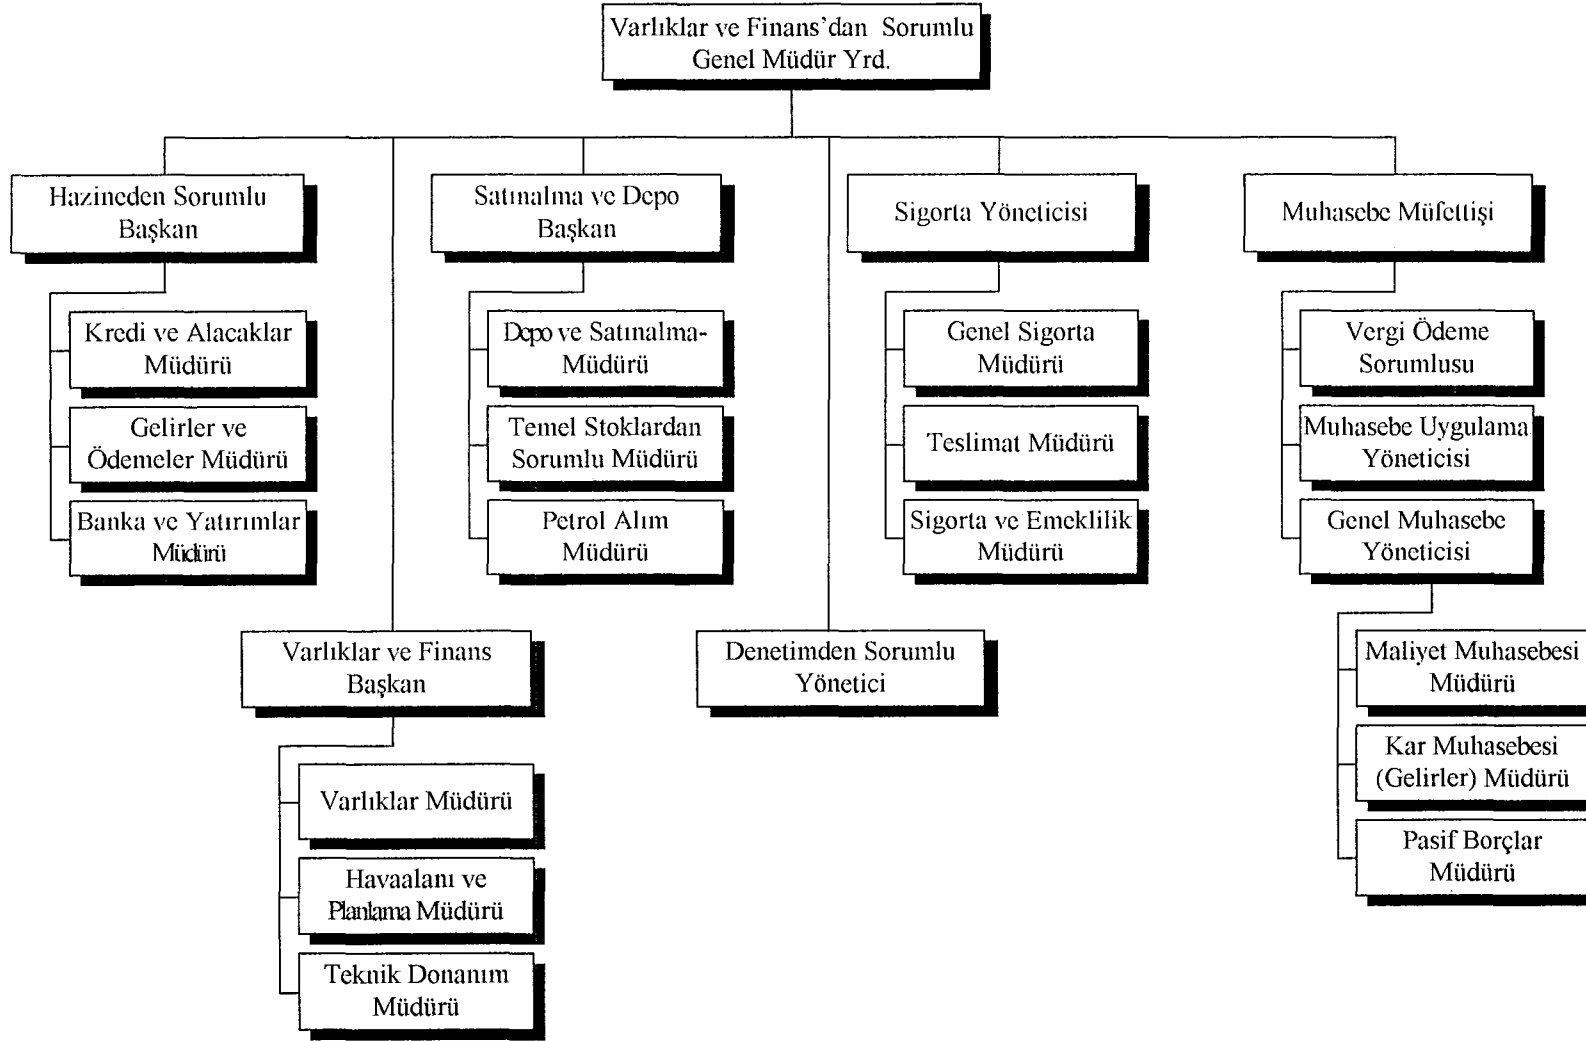 Varlıklar ve Finans'dan Sorumlu
Genel Müdür Yrd.
Hazineden Sorumlu
Başkan
Satınalma ve Depo
Başkan
Sigorta Yöneticisi
Muhasebe Müfettişi
Kredi ve Alacaklar
Müdürü
Gelirler ve
Ödemeler Müdürü
Banka ve Yatırımlar
Müdürü
Depo ve Satınalma-
Müdürü
Temel Stoklardan
Sorumlu Müdürü
Petrol Alım
Müdürü
Genel Sigorta
Müdürü
Teslimat Müdürü
Sigorta ve Emeklilik
Müdürü
Vergi Ödeme
Sorumlusu
Muhasebe Uygulama
Yöneticisi
Genel Muhasebe
Yöneticisi
Varlıklar ve Finans
Başkan
Denetimden Sorumlu
Yönetici
Maliyet Muhasebesi
Müdürü
Kar Muhasebesi
(Gelirler) Müdürü
Pasif Borçlar
Müdürü
Varlıklar Müdürü
Havaalanı ve
Planlama Müdürü
Teknik Donanım
Müdürü